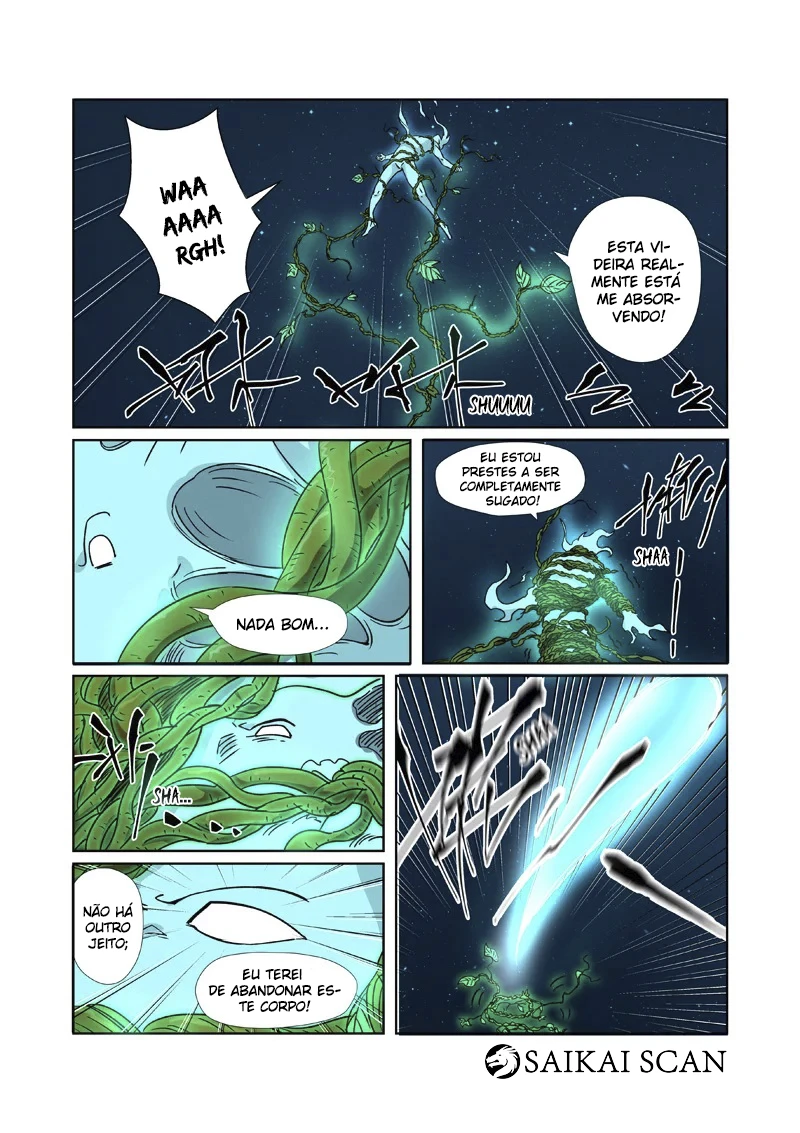 WAA
AAAA
RGH!
ESTA VI-
DEIRA REAL-
MENTE ESTÁ
ME ABSOR-
VENDO!
SHUUUU
NADA BOM...
EU ESTOU
PRESTES A SER
COMPLETAMENTE
SUGADO!
SHAA
SHA...
NÃO HÁ
OUTRO
JEITO;
EU TEREI
DE ABANDONAR ES-
TE CORPO!
SAIKAI SCAN